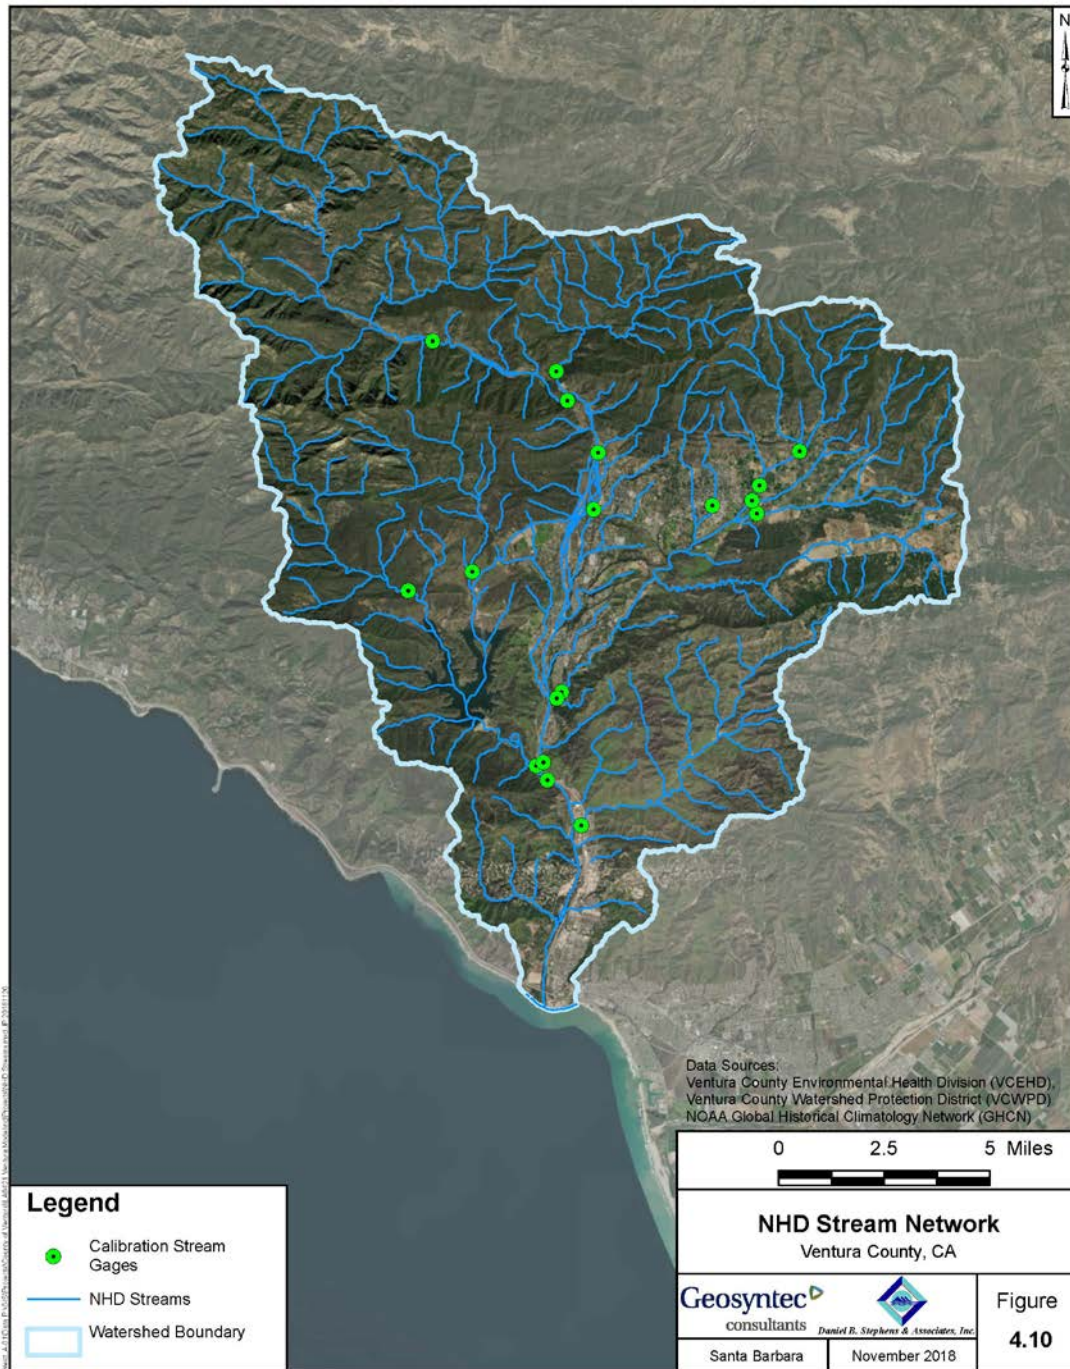 N
Data Sources:
Ventura County Environmental Health Division (VCEHD),
Ventura County Watershed Protection District (VCWPD)
NOAA Global Historical Climatology Network (GHCN)
0 2.5 5 Miles
Legend
Calibration Stream
Gages
NHD Streams
Watershed Boundary
NHD Stream Network
Ventura County, CA
Geosyntec
consultants
Daniel B. Stephens & Associates, Inc.
Santa Barbara
November 2018
Figure
4.10